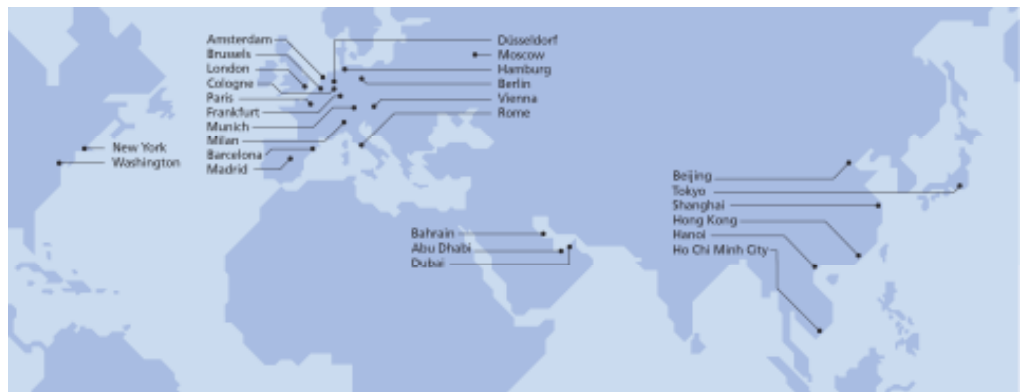 Amsterdam
Brussels
London
Cologne
Paris
Frankfurt
Munich
Milan
Barcelona
Madrid
Düsseldorf
Moscow
Hamburg
Berlin
Vienna
Rome
New York
Washington
Bahrain
Abu Dhabi
Dubai
Beijing
Tokyo
Shanghai
Hong Kong
Hanoi
Ho Chi Minh City